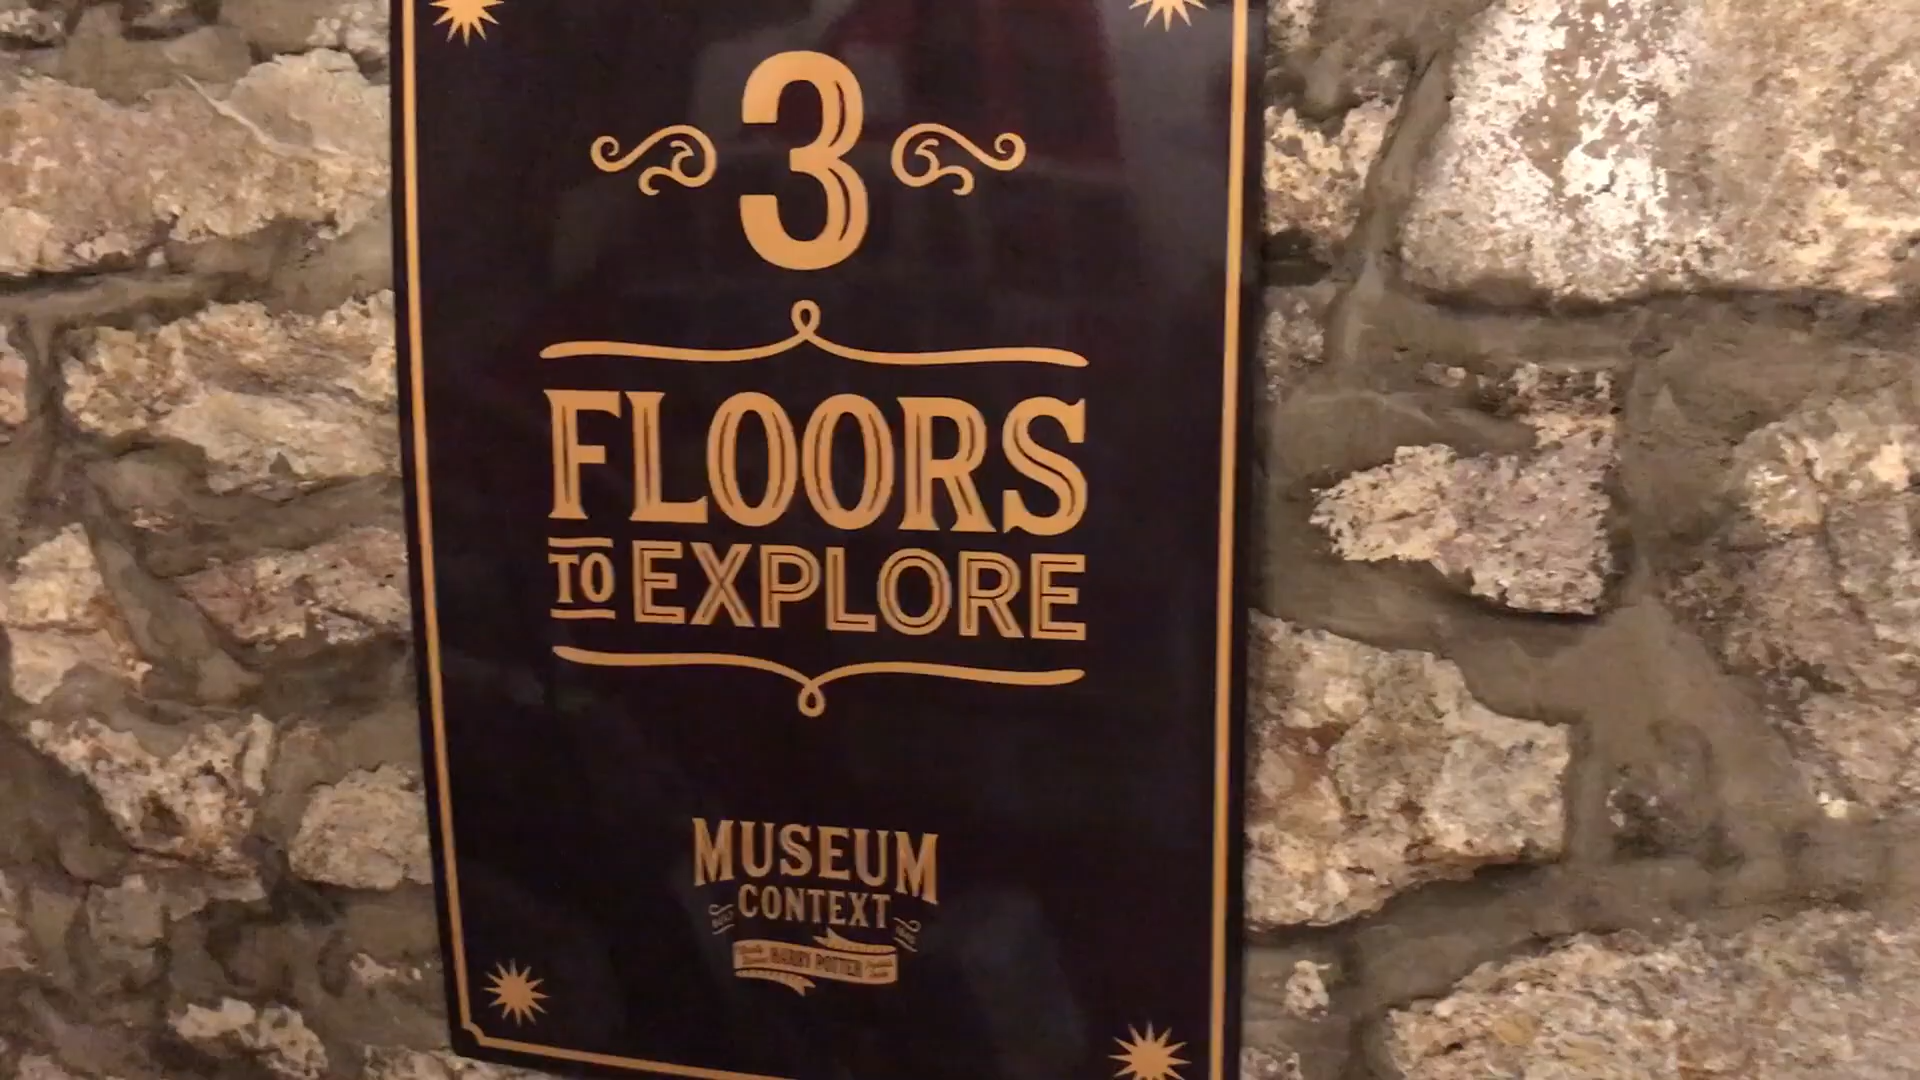 3
FLOORS
TO EXPLORE
MUSEUM
CONTEXT
HARRY POTTER